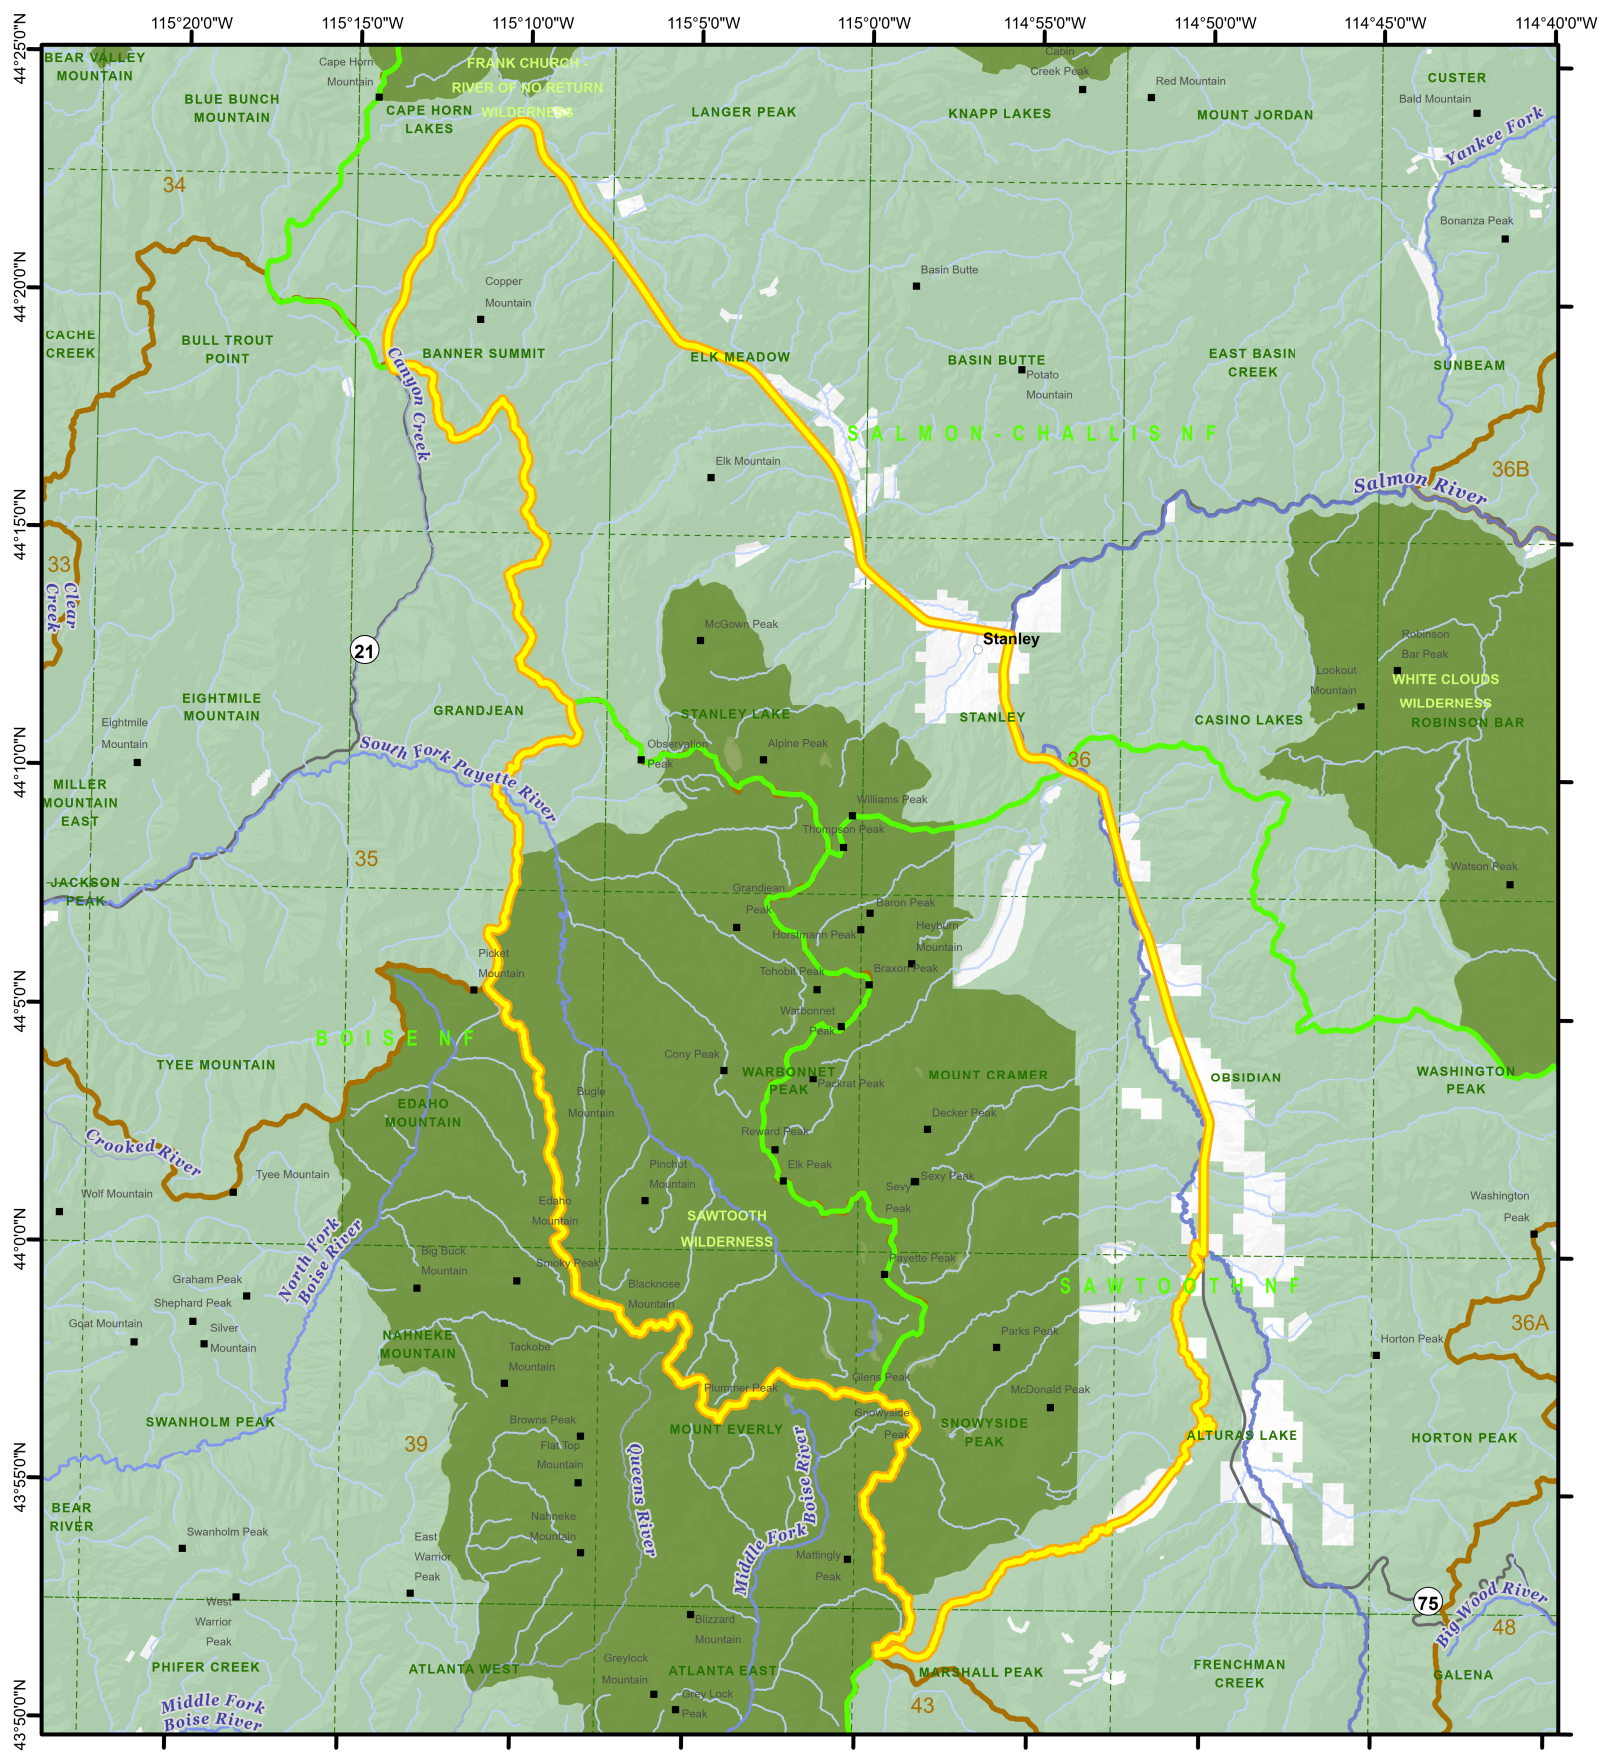 115°20'0"W
115°15'0"W
115°10'0"W
115°5'0"W
115°0'0"W
114°55'0"W
114°50'0"W
114°45'0"W
114°40'0"W
44°25'0"N
44°20'0"N
44°15'0"N
44°10'0"N
44°5'0"N
44°0'0"N
43°55'0"N
43°50'0"N
BEAR VALLEY
MOUNTAIN
Cape Horn
Mountain
FRANK CHURCH -
RIVER OF NO RETURN
WILDERNESS
BLUE BUNCH
MOUNTAIN
CAPE HORN
LAKES
LANGER PEAK
Cabin
Creek Peak
KNAPP LAKES
Red Mountain
MOUNT JORDAN
CUSTER
Bald Mountain
Yankee Fork
34
Bonanza Peak
Copper
Mountain
Basin Butte
CACHE
CREEK
BULL TROUT
POINT
BANNER SUMMIT
Canyon Creek
ELK MEADOW
BASIN BUTTE
Potato
Mountain
EAST BASIN
CREEK
SUNBEAM
SALMON-CHALLIS NF
Elk Mountain
36B
Salmon River
33
Clear
Creek
21
McGown Peak
Stanley
Robinson
Bar Peak
Lookout
Mountain
WHITE CLOUDS
WILDERNESS
ROBINSON BAR
EIGHTMILE
MOUNTAIN
Eightmile
Mountain
GRANDJEAN
STANLEY LAKE
STANLEY
CASINO LAKES
South Fork Payette River
Observation
Peak
Alpine Peak
36
MILLER
MOUNTAIN
EAST
Williams Peak
Thompson Peak
35
JACKSON
PEAK
Watson Peak
Grandjean
Peak
Baron Peak
Horstmann Peak
Heyburn
Mountain
Picket
Mountain
Tohobit Peak
Braxon Peak
Warbonnet
Peak
BOISE NF
TYEE MOUNTAIN
Cony Peak
WARBONNET
PEAK
Packrat Peak
MOUNT CRAMER
OBSIDIAN
WASHINGTON
PEAK
EDAHO
MOUNTAIN
Bugle
Mountain
Decker Peak
Crooked River
Reward Peak
Tyee Mountain
Wolf Mountain
Pinchot
Mountain
Elk Peak
Sevy
Peak
Sexy Peak
Washington
Peak
Edaho
Mountain
SAWTOOTH
WILDERNESS
North Fork
Boise River
Big Buck
Mountain
Smoky Peak
Payette Peak
SAWTOOTH NF
Graham Peak
Shephard Peak
Blacknose
Mountain
Goat Mountain
Silver
Mountain
NAHNEKE
MOUNTAIN
Tackobe
Mountain
Parks Peak
Horton Peak
36A
Plummer Peak
Glens Peak
McDonald Peak
SWANHOLM PEAK
Browns Peak
MOUNT EVERLY
Snowyside
Peak
SNOWYSIDE
PEAK
ALTURAS LAKE
HORTON PEAK
39
Flat Top
Mountain
Queens River
Middle Fork Boise River
BEAR
RIVER
Swanholm Peak
Nahneke
Mountain
East
Warrior
Peak
Mattingly
Peak
West
Warrior
Peak
Blizzard
Mountain
75
Big Wood River
48
PHIFER CREEK
ATLANTA WEST
Greylock
Mountain
ATLANTA EAST
MARSHALL PEAK
FRENCHMAN
CREEK
GALENA
Middle Fork
Boise River
Grey Lock
Peak
43